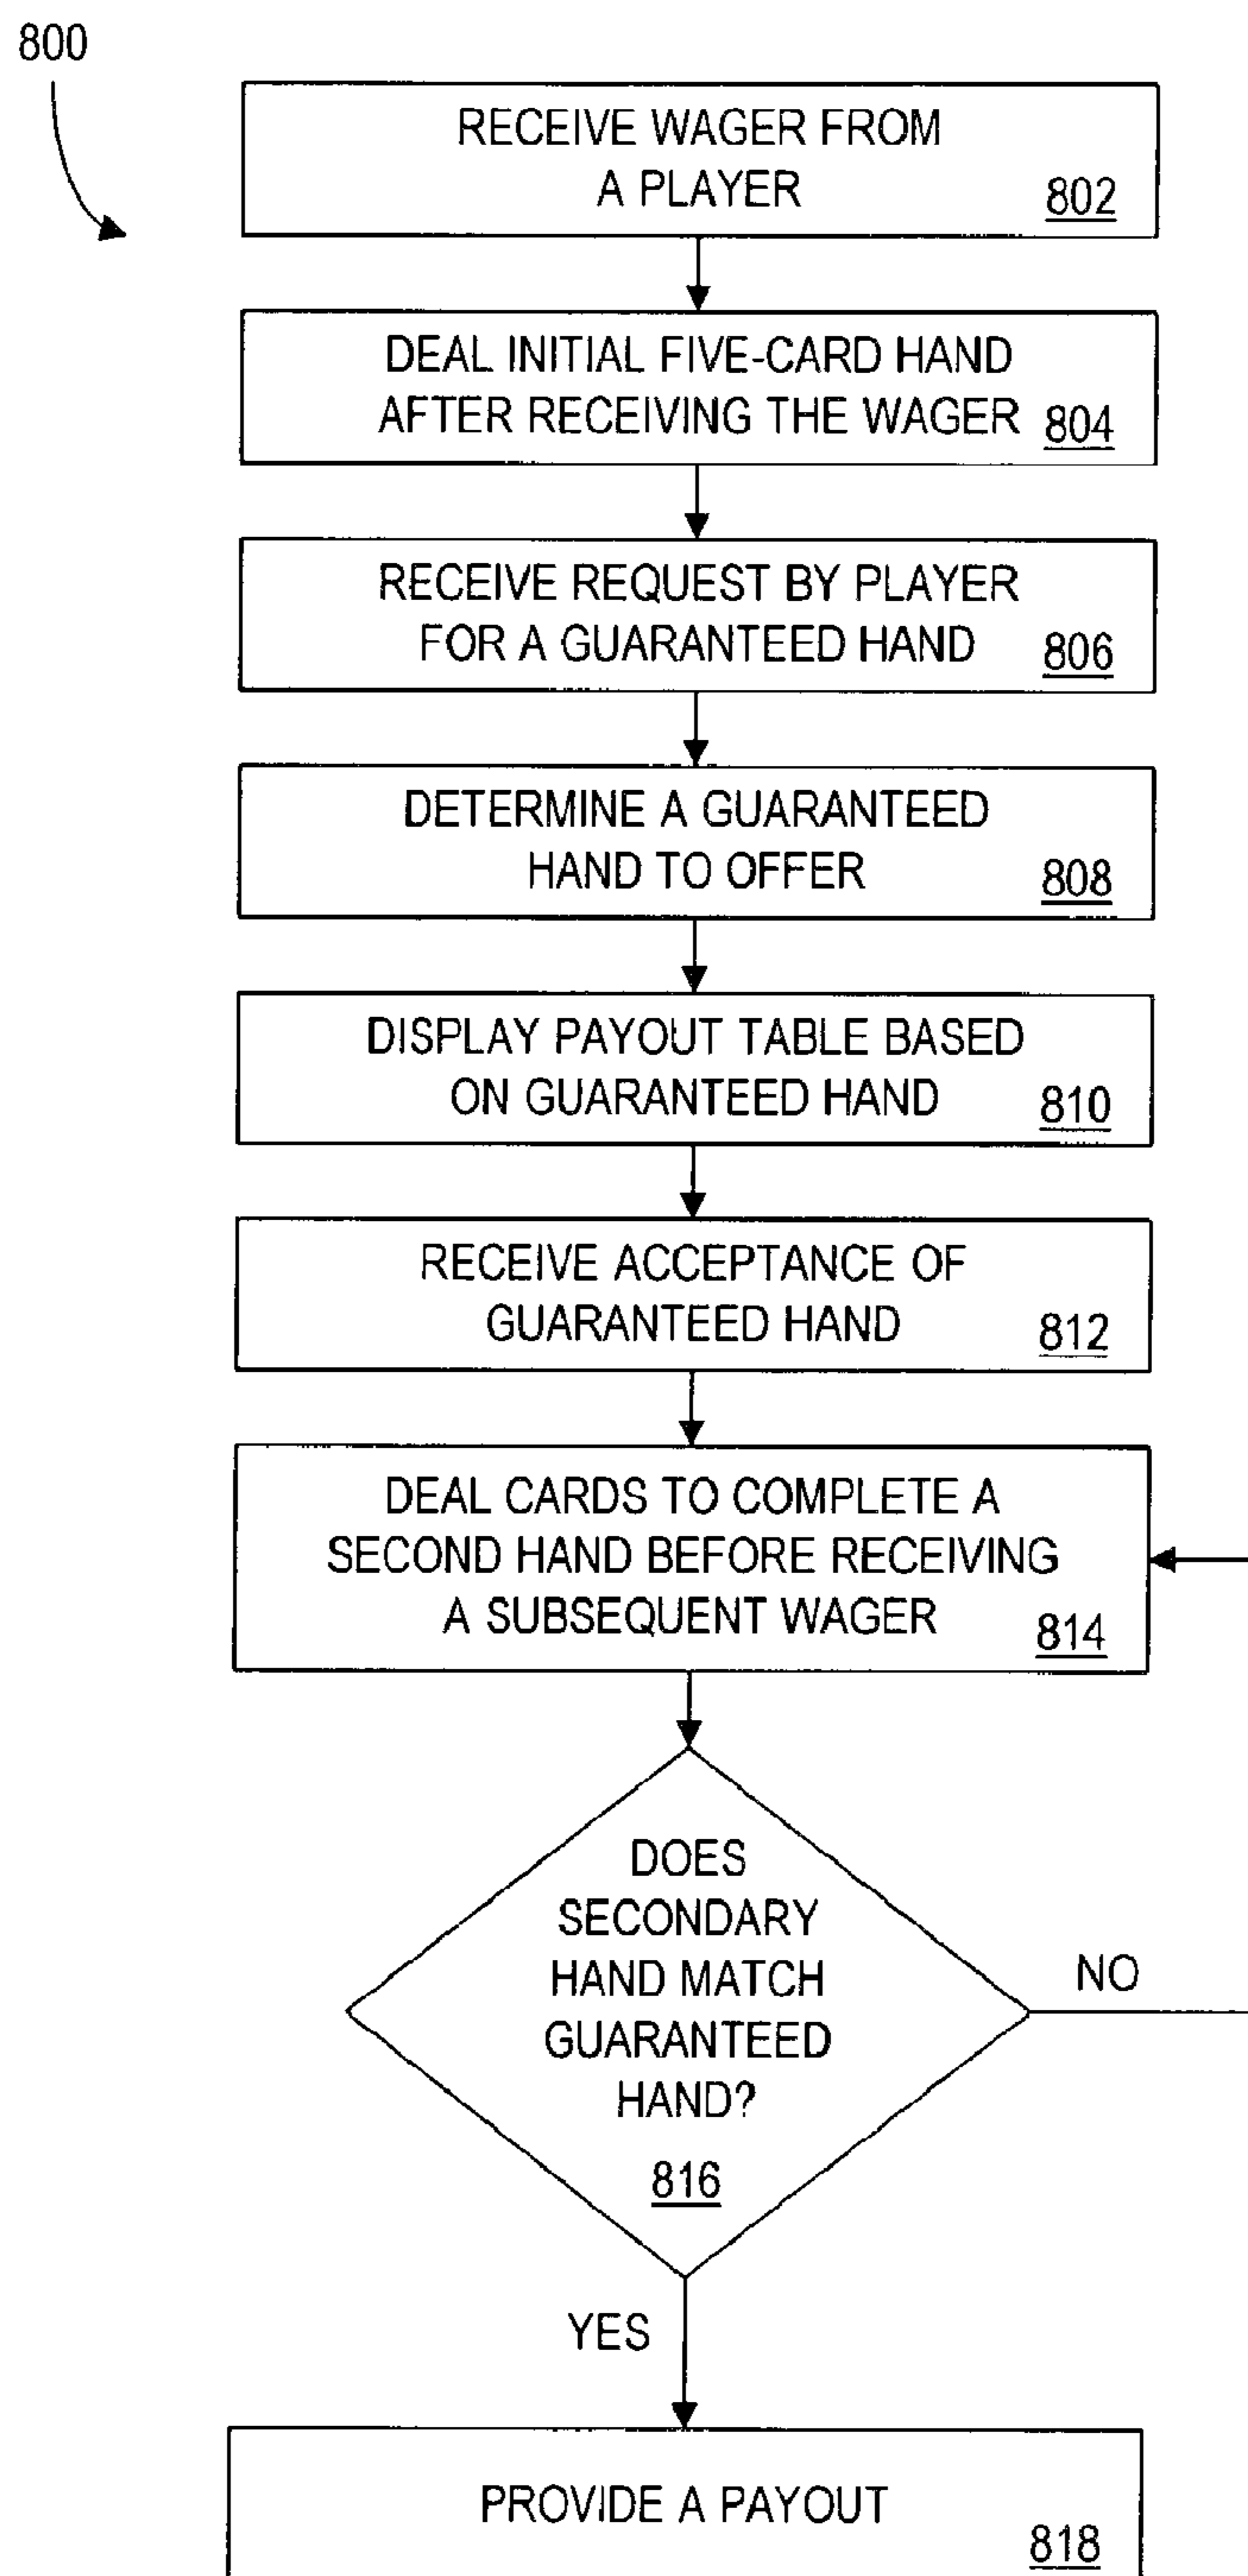 800
RECEIVE WAGER FROM
A PLAYER
802
DEAL INITIAL FIVE-CARD HAND
AFTER RECEIVING THE WAGER
804
RECEIVE REQUEST BY PLAYER
FOR A GUARANTEED HAND
806
DETERMINE A GUARANTEED
HAND TO OFFER
808
DISPLAY PAYOUT TABLE BASED
ON GUARANTEED HAND
810
RECEIVE ACCEPTANCE OF
GUARANTEED HAND
812
DEAL CARDS TO COMPLETE A
SECOND HAND BEFORE RECEIVING
A SUBSEQUENT WAGER
814
DOES
SECONDARY
HAND MATCH
GUARANTEED
HAND?
816
NO
YES
PROVIDE A PAYOUT
818